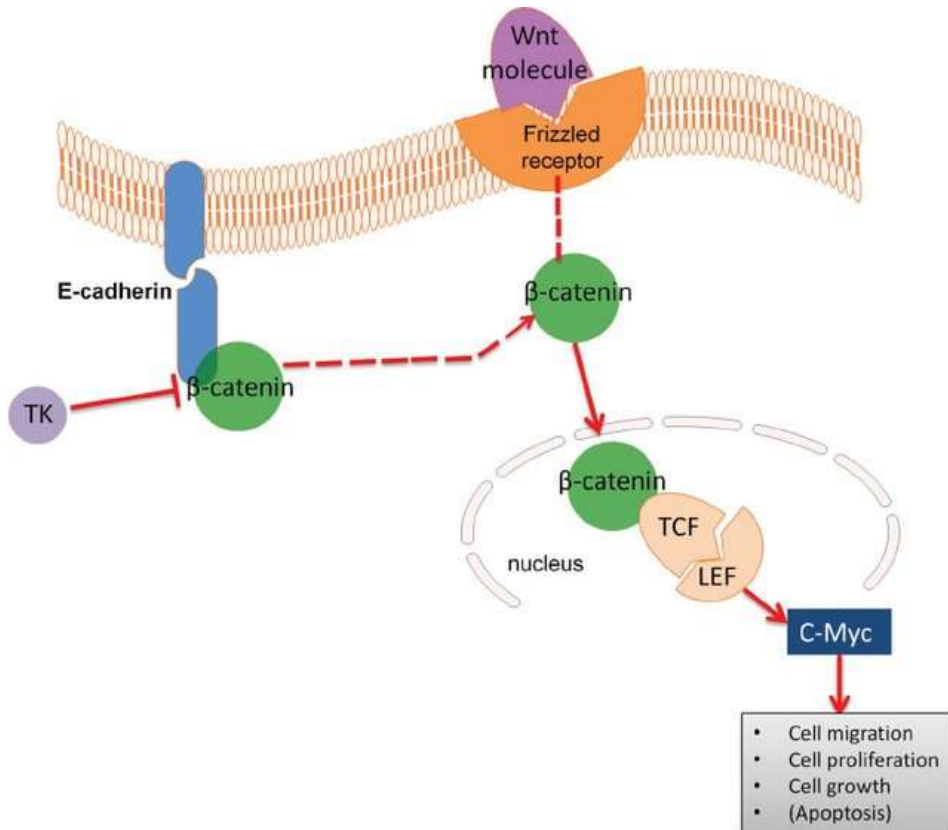 Wnt
molecule
Frizzled
receptor
E-cadherin
β-catenin
β-catenin
TK
β-catenin
TCF
LEF
nucleus
C-Myc
• Cell migration
• Cell proliferation
• Cell growth
• (Apoptosis)